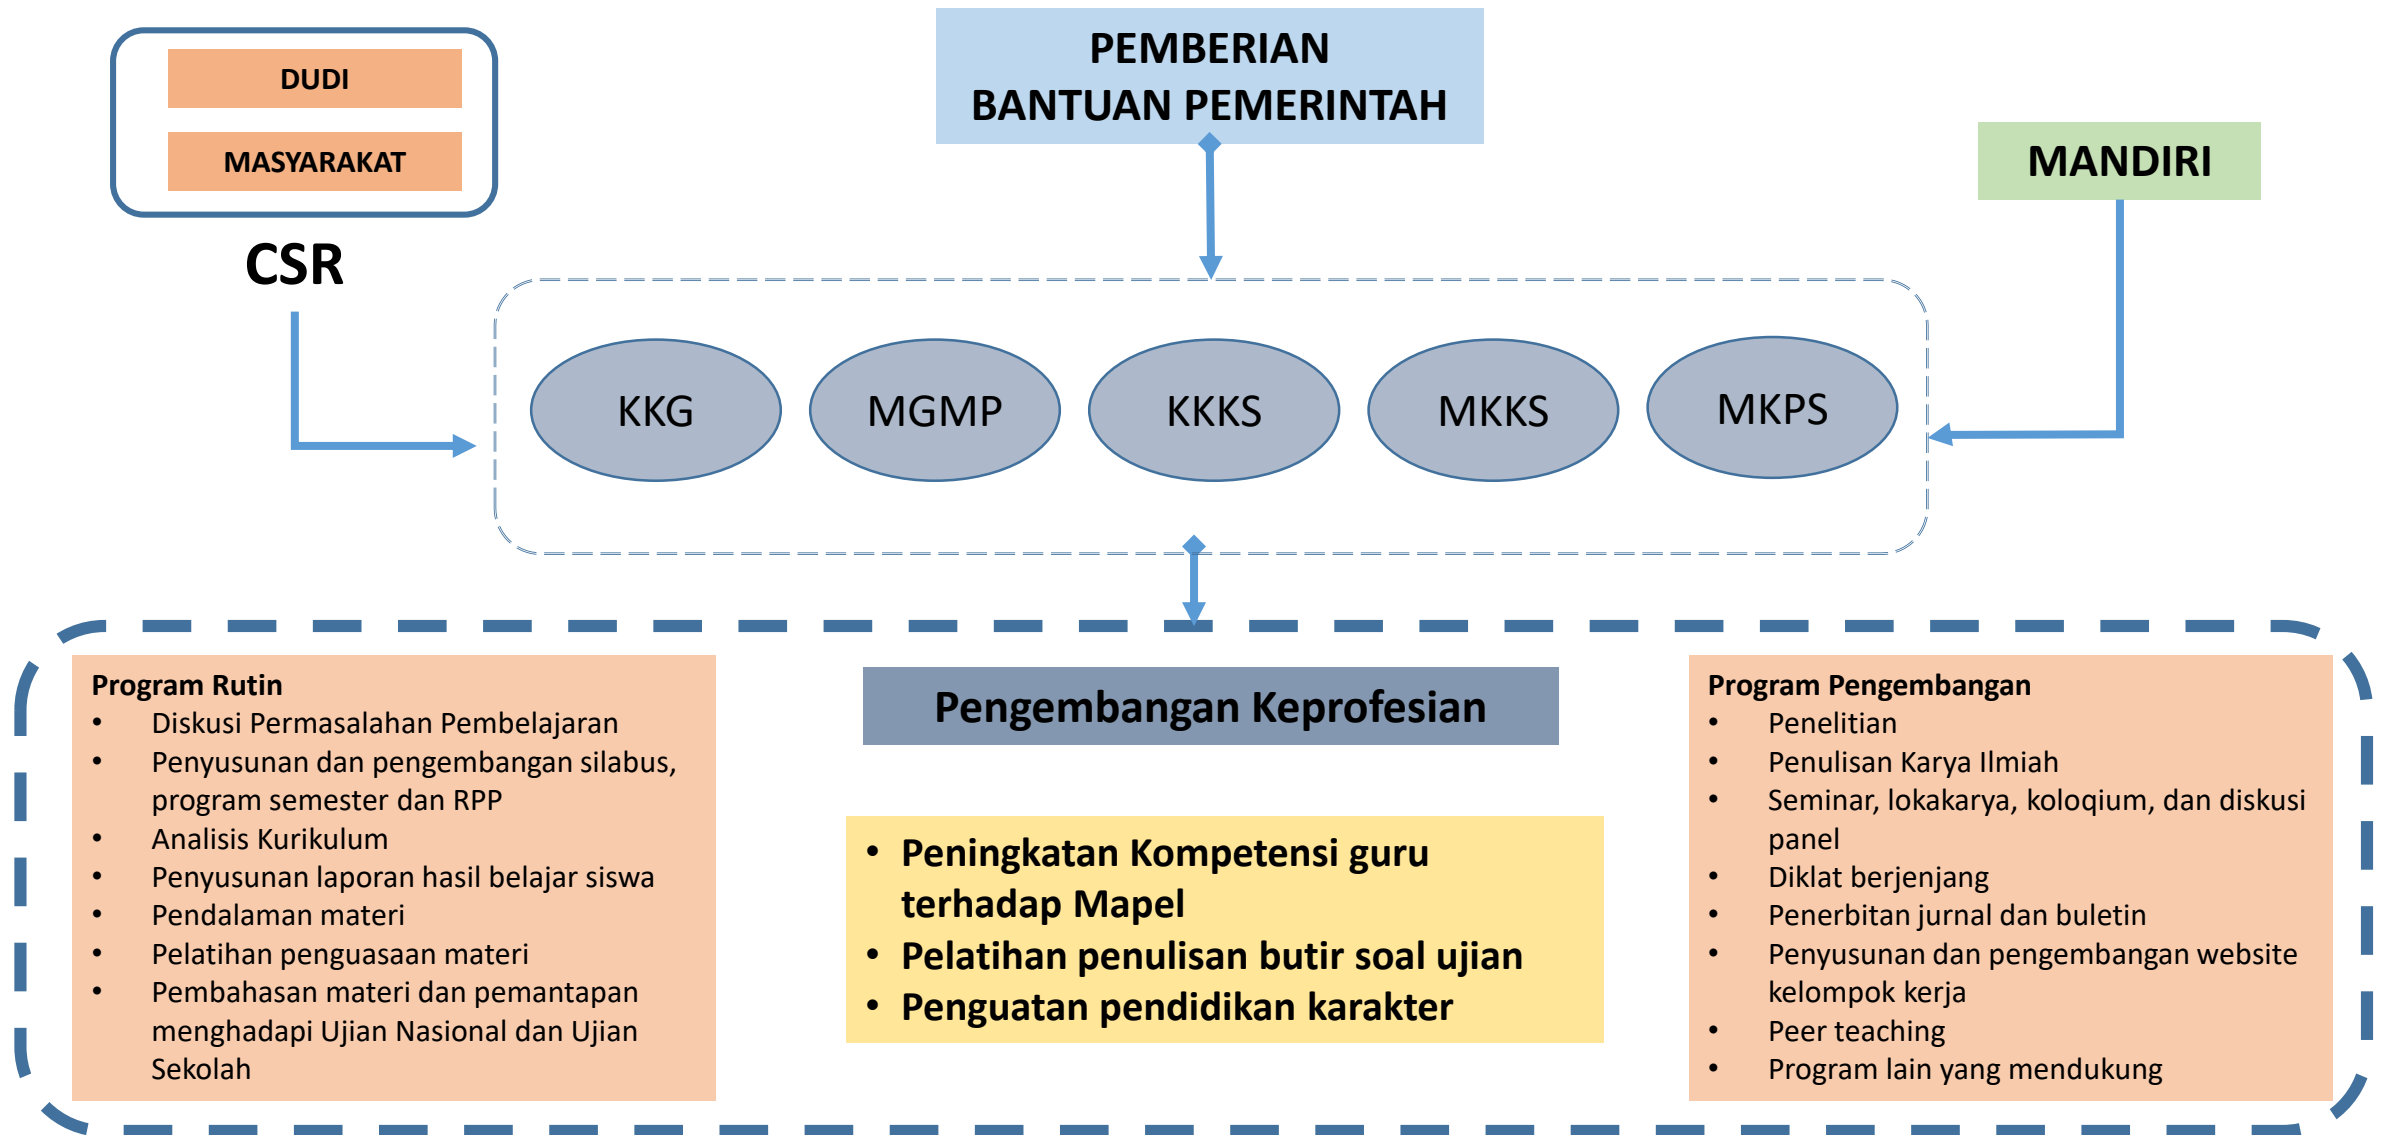 DUDI
MASYARAKAT
CSR
PEMBERIAN
BANTUAN PEMERINTAH
MANDIRI
KKG
MGMP
KKKS
MKKS
MKPS
Program Rutin
• Diskusi Permasalahan Pembelajaran
• Penyusunan dan pengembangan silabus,
program semester dan RPP
• Analisis Kurikulum
• Penyusunan laporan hasil belajar siswa
• Pendalaman materi
• Pelatihan penguasaan materi
• Pembahasan materi dan pemantapan
menghadapi Ujian Nasional dan Ujian
Sekolah
Pengembangan Keprofesian
• Peningkatan Kompetensi guru
terhadap Mapel
• Pelatihan penulisan butir soal ujian
• Penguatan pendidikan karakter
Program Pengembangan
• Penelitian
• Penulisan Karya Ilmiah
• Seminar, lokakarya, koloqium, dan diskusi
panel
• Diklat berjenjang
• Penerbitan jurnal dan buletin
• Penyusunan dan pengembangan website
kelompok kerja
• Peer teaching
• Program lain yang mendukung